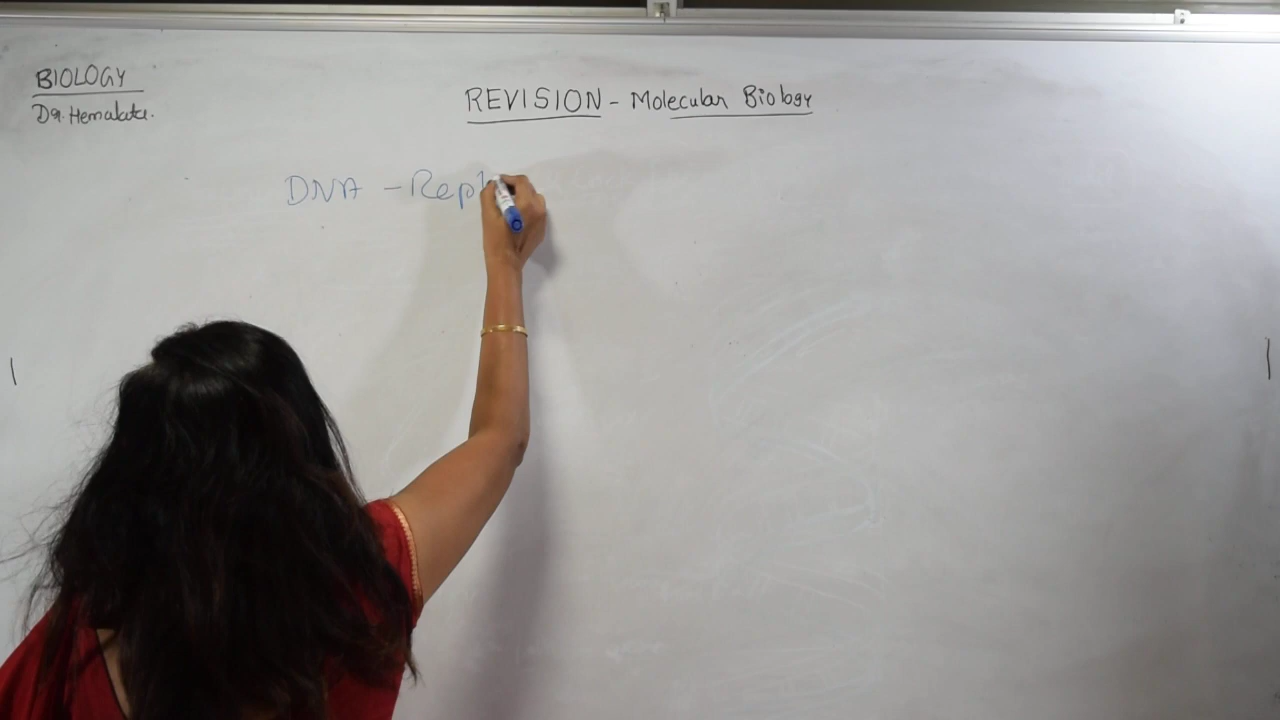 BIOLOGY
Dr. Hemalata.
REVISION - Molecular Biology
DNA - Repl